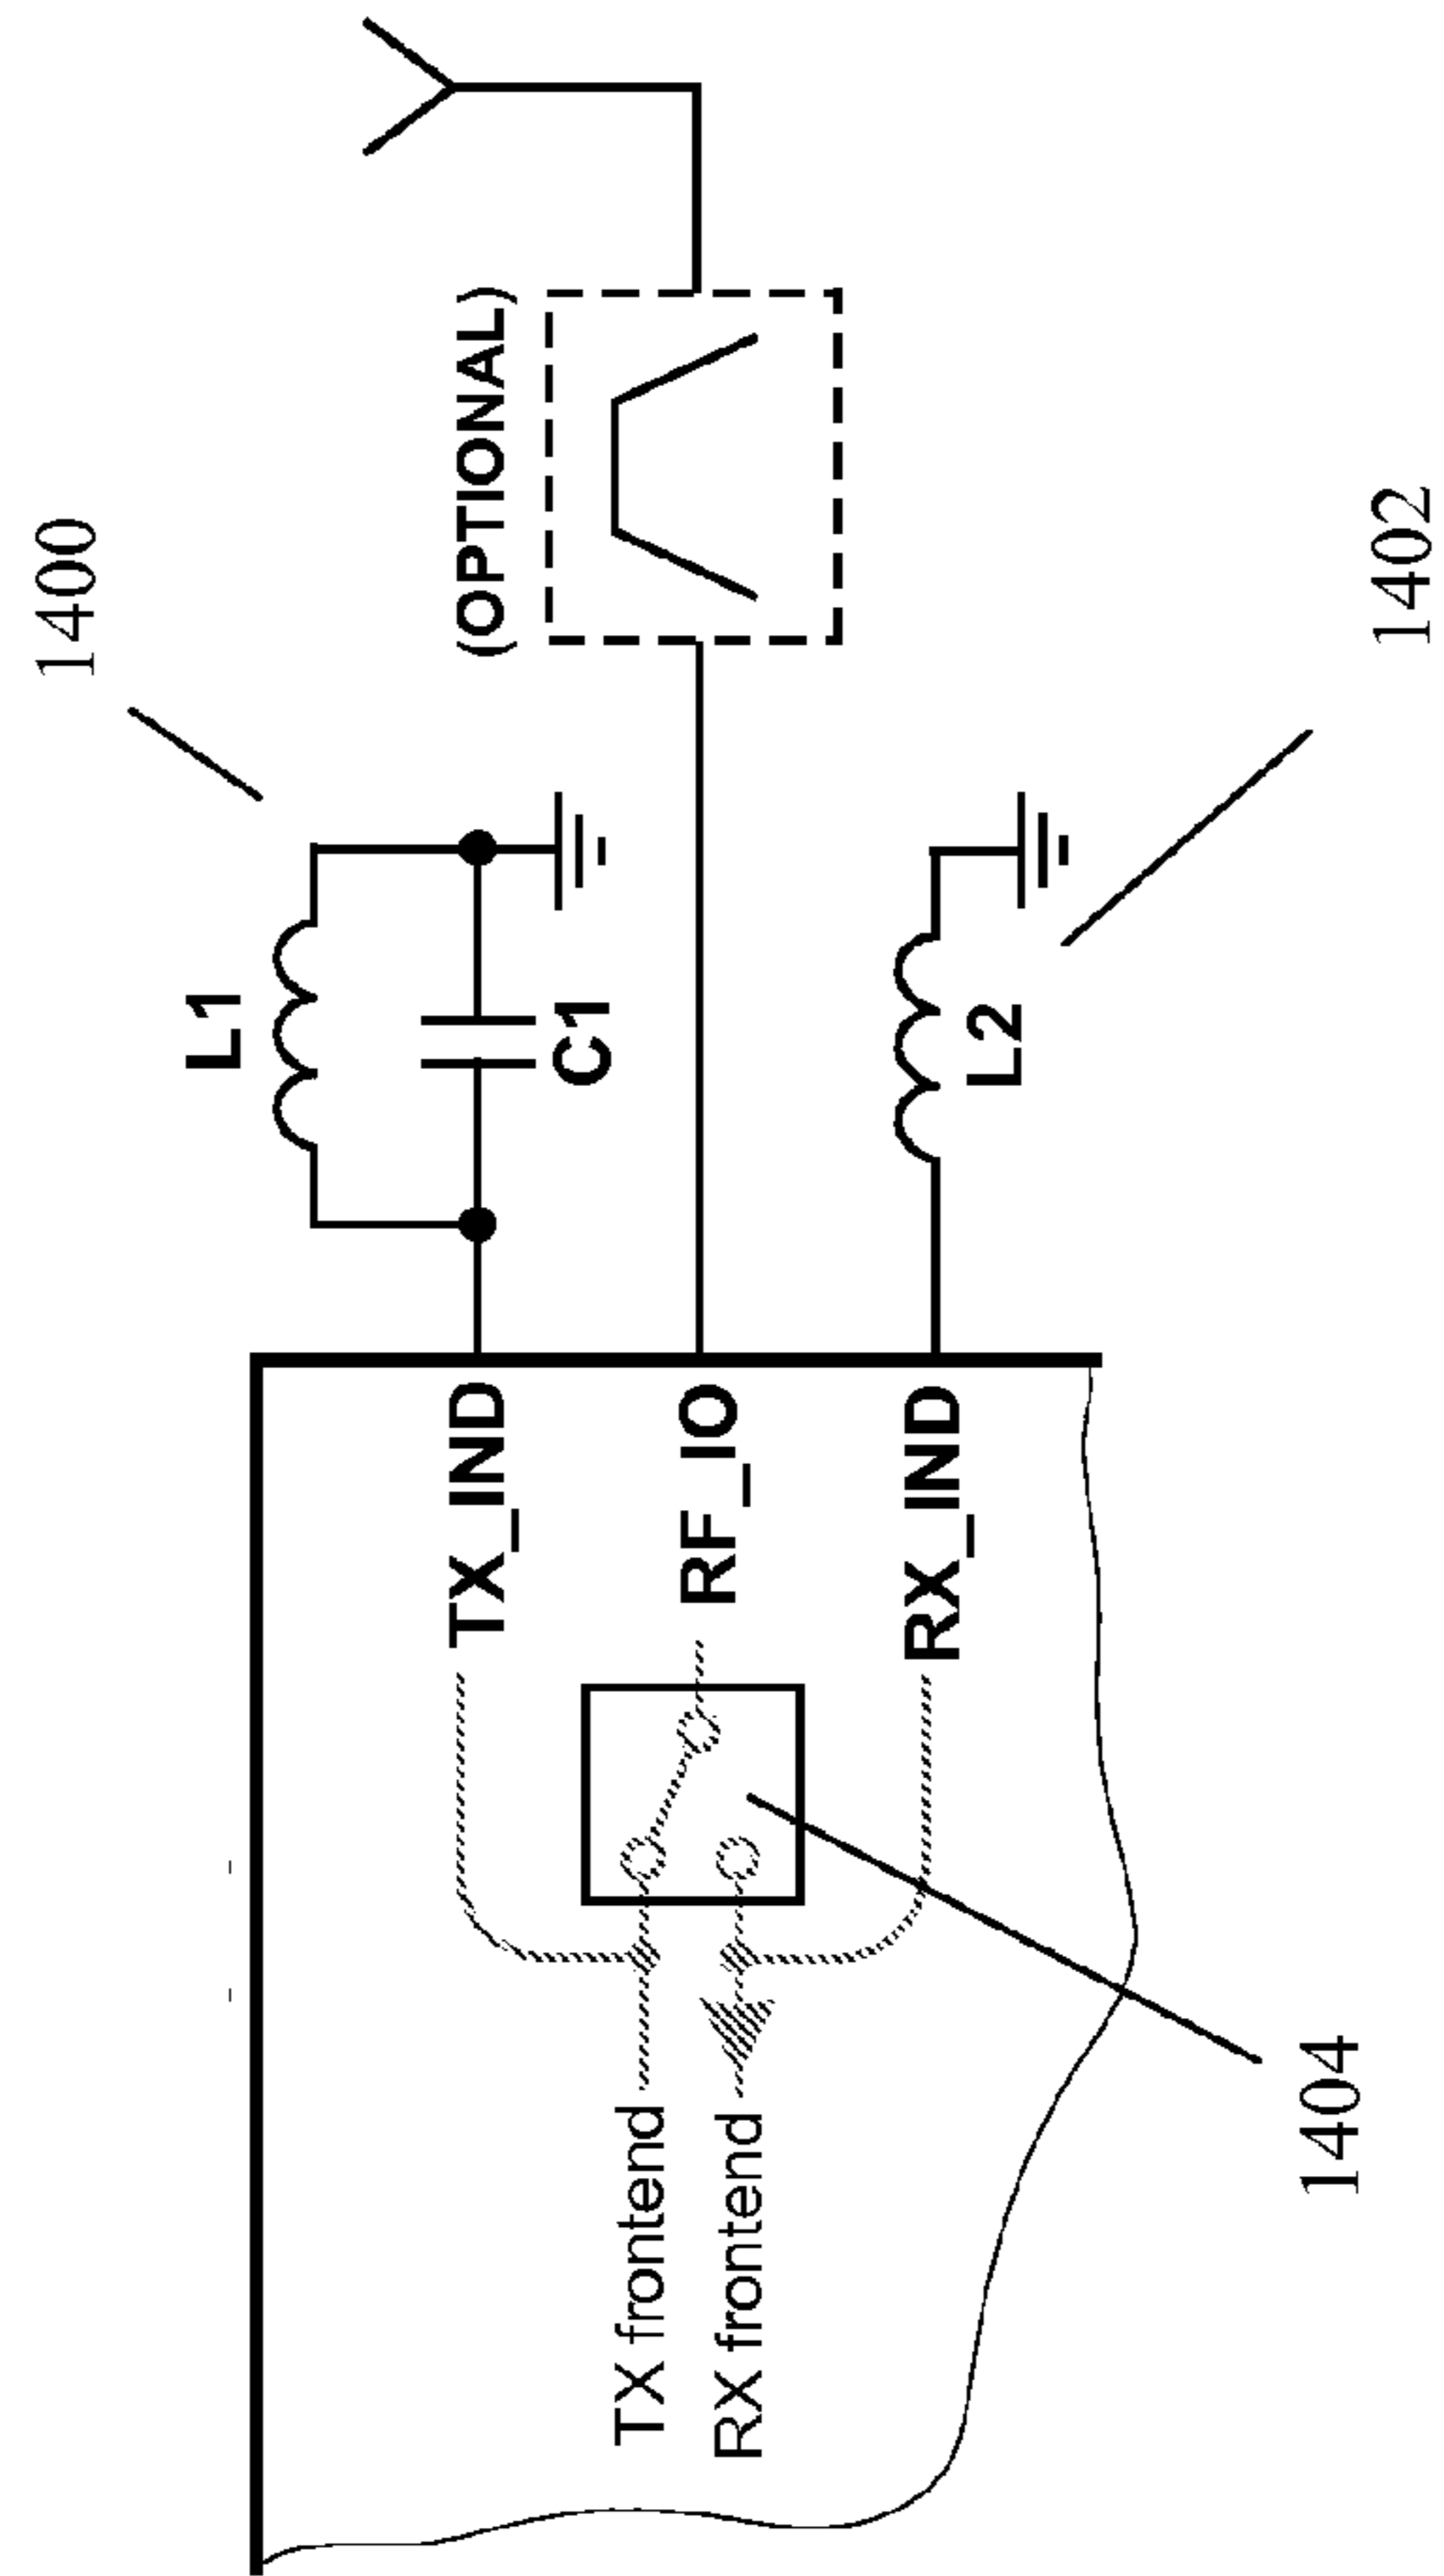 1400
L1
C1
(OPTIONAL)
TX_IND
RF_IO
RX_IND
L2
1402
TX frontend
RX frontend
1404